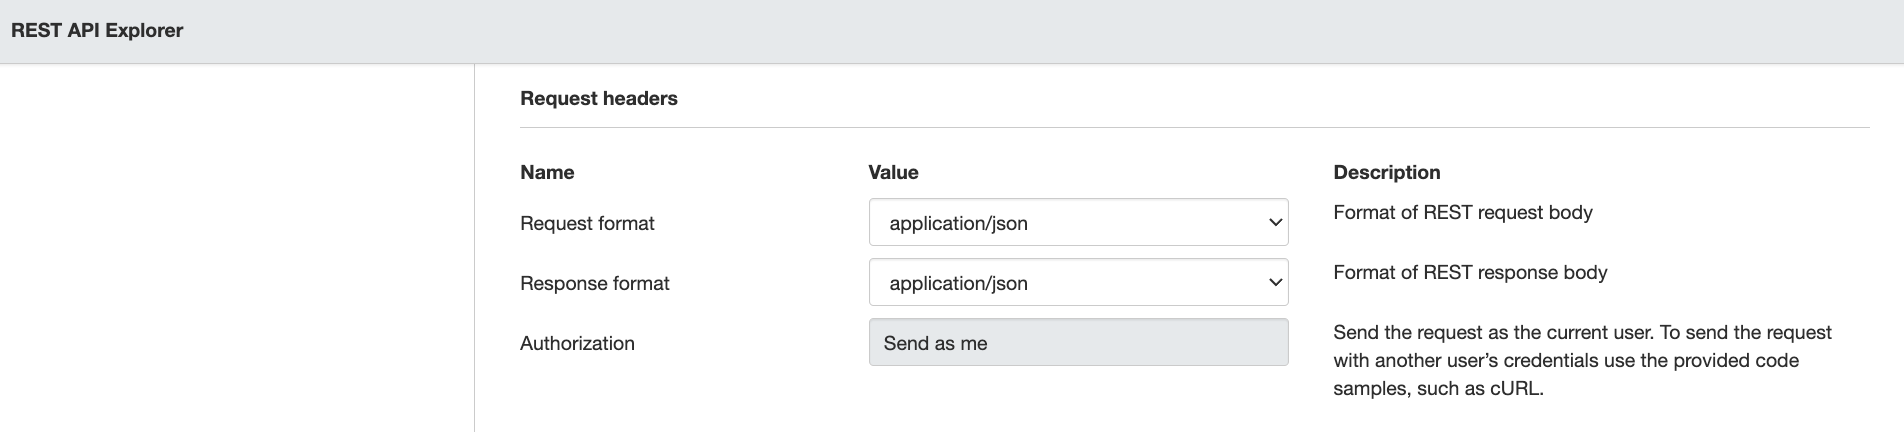 REST API Explorer
Request headers
Name Value Description
Request format application/json Format of REST request body
Response format application/json Format of REST response body
Authorization Send as me Send the request as the current user. To send the request
with another user’s credentials use the provided code
samples, such as cURL.